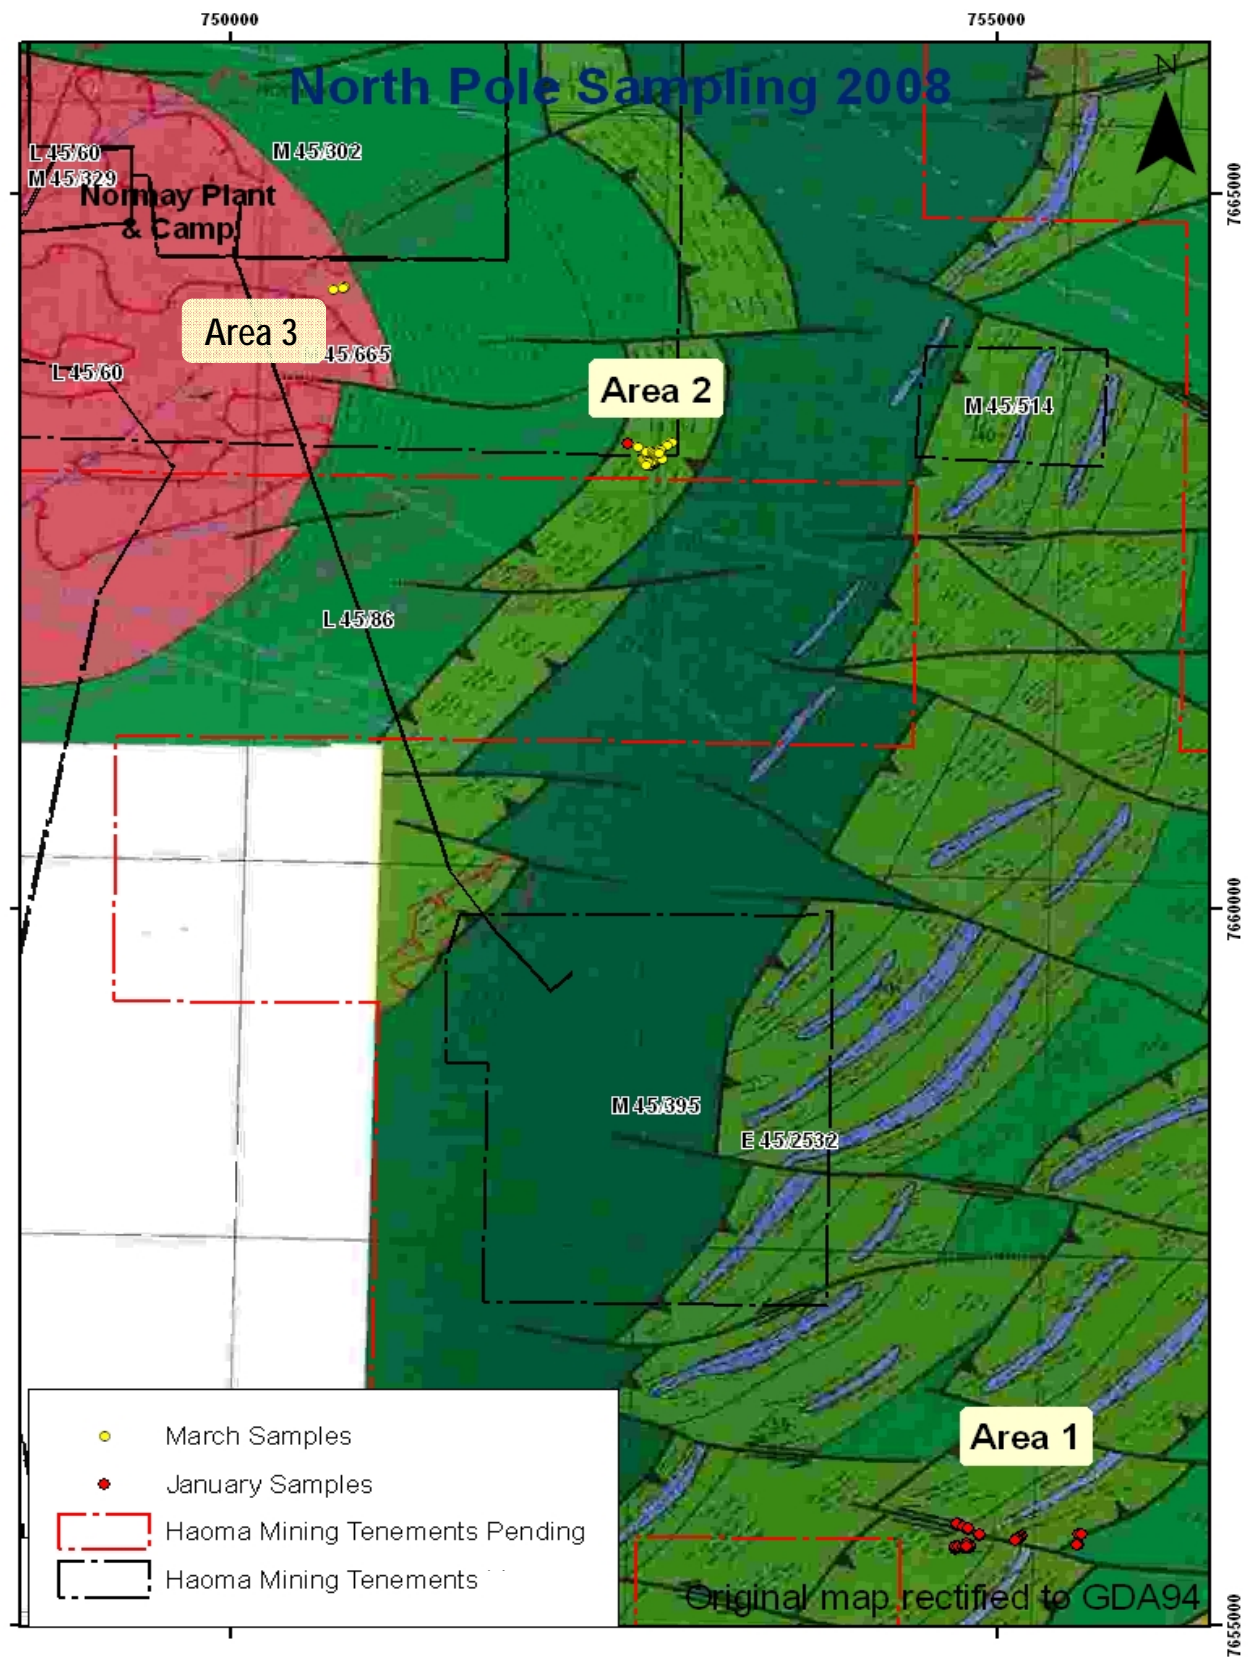 750000
755000
North Pole Sampling 2008
N
L 45/60
M 45/302
M 45/329
Normay Plant
& Camp
7665000
Area 3
45/665
L 45/60
Area 2
M 45/514
L 45/86
7660000
M 45/395
E 45/2532
Area 1
March Samples
January Samples
Haoma Mining Tenements Pending
Haoma Mining Tenements
Original map rectified to GDA94
7655000